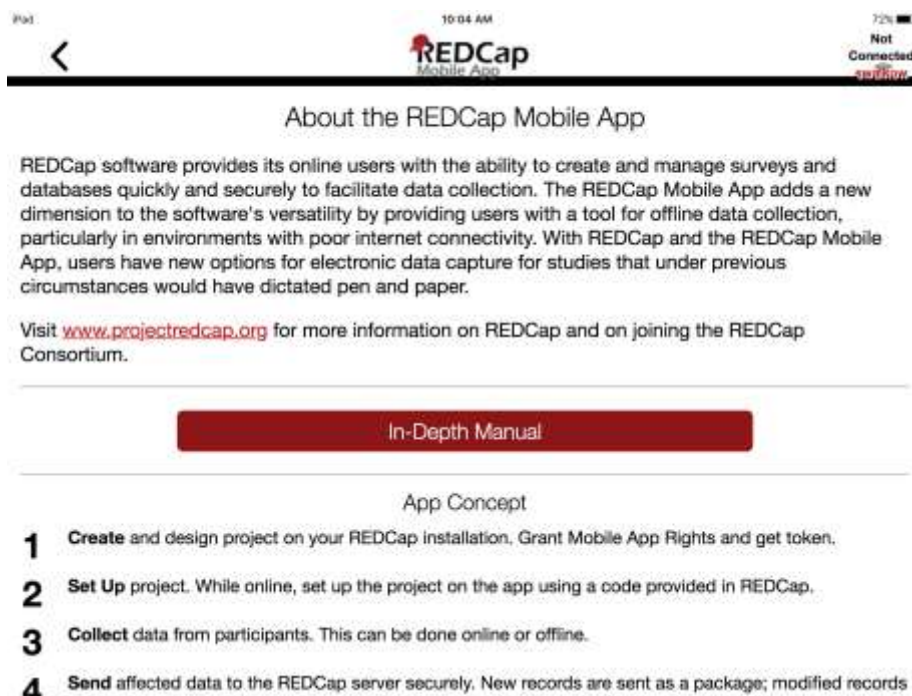 iPad
10:04 AM
72%
REDCap
Mobile App
Not
Connected
About the REDCap Mobile App
REDCap software provides its online users with the ability to create and manage surveys and
databases quickly and securely to facilitate data collection. The REDCap Mobile App adds a new
dimension to the software's versatility by providing users with a tool for offline data collection,
particularly in environments with poor internet connectivity. With REDCap and the REDCap Mobile
App, users have new options for electronic data capture for studies that under previous
circumstances would have dictated pen and paper.
Visit www.projectredcap.org for more information on REDCap and on joining the REDCap
Consortium.
In-Depth Manual
App Concept
1 Create and design project on your REDCap installation. Grant Mobile App Rights and get token.
2 Set Up project. While online, set up the project on the app using a code provided in REDCap.
3 Collect data from participants. This can be done online or offline.
4 Send affected data to the REDCap server securely. New records are sent as a package; modified records